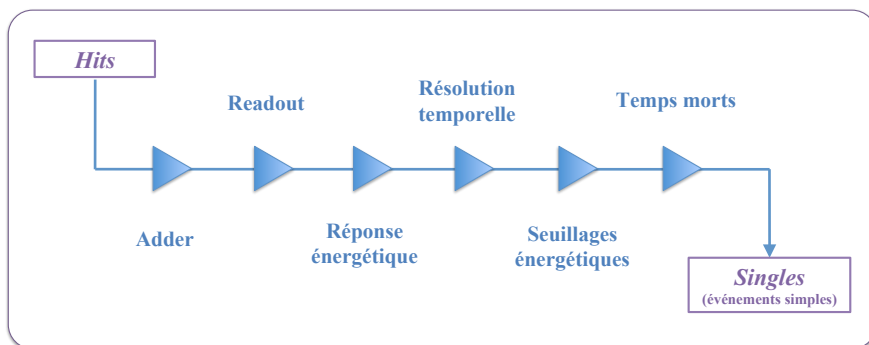 Hits
Readout
Résolution
temporelle
Temps morts
Adder
Réponse
énergétique
Seuillages
énergétiques
Singles
(événements simples)